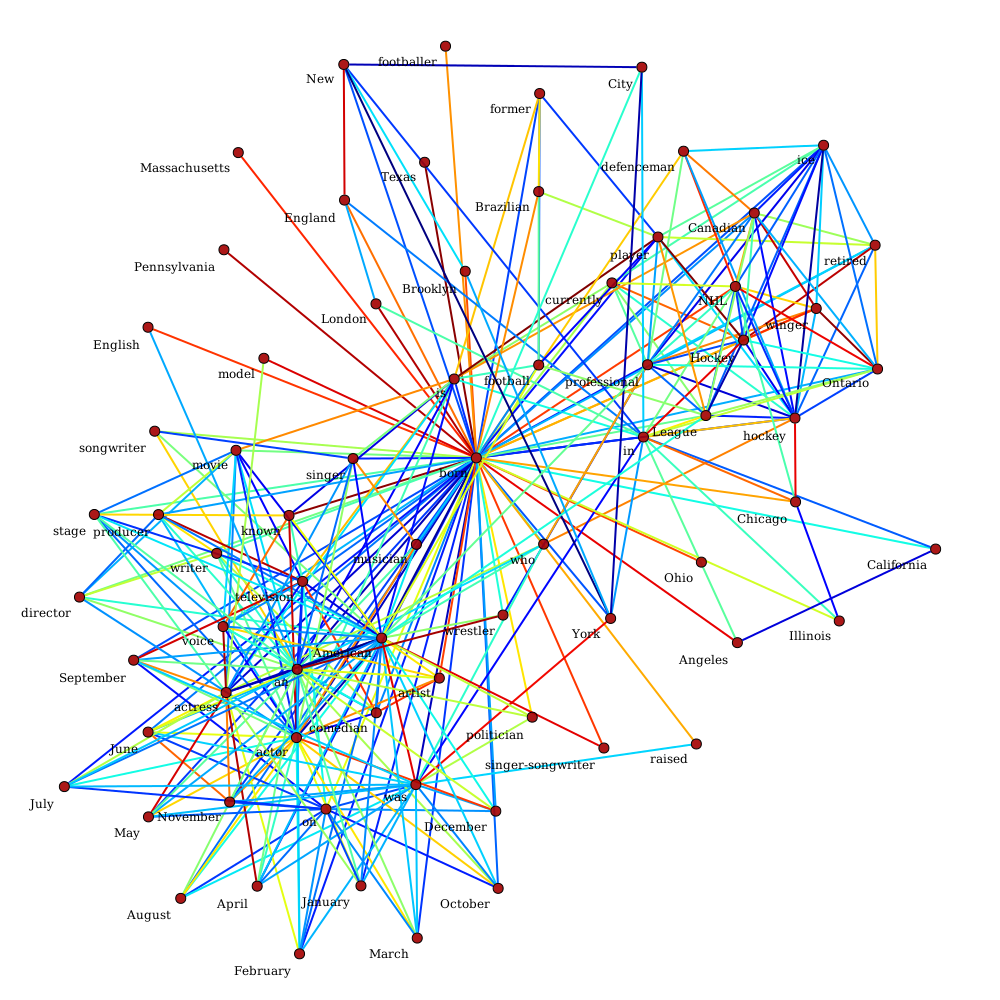 footballer
New
City
former
Massachusetts
ice
defenceman
Texas
Brazilian
England
Canadian
player
retired
Pennsylvania
Brooklyn
currently
NHL
London
winger
English
Hockey
model
football
professional
Ontario
is
League
hockey
songwriter
in
movie
singer
born
Chicago
stage
producer
known
musician
who
writer
California
television
Ohio
director
voice
wrestler
York
Illinois
American
Angeles
September
an
artist
actress
comedian
politician
June
actor
singer-songwriter
raised
July
was
May
November
on
December
August
April
January
October
March
February